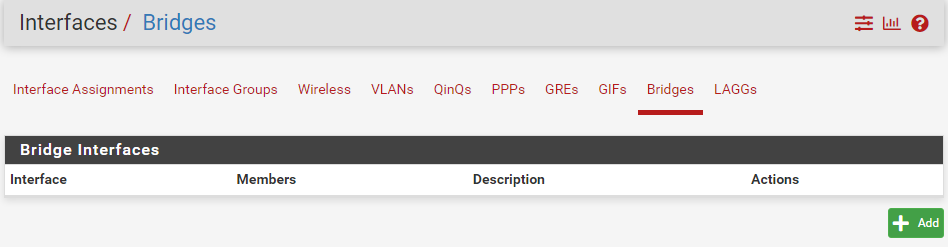 Interfaces / Bridges
Interface Assignments Interface Groups Wireless VLANs QinQs PPPs GREs GIFs Bridges LAGGs
Bridge Interfaces
Interface Members Description Actions
Add